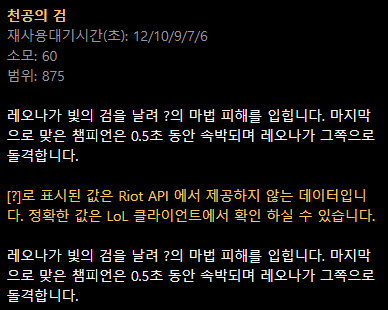 천공의 검
재사용대기시간(초): 12/10/9/7/6
소모: 60
범위: 875
레오나가 빛의 검을 날려 ?의 마법 피해를 입힙니다. 마지막
으로 맞은 챔피언은 0.5초 동안 속박되며 레오나가 그쪽으로
돌격합니다.
[?]로 표시된 값은 Riot API 에서 제공하지 않는 데이터입니
다. 정확한 값은 LoL 클라이언트에서 확인 하실 수 있습니다.
레오나가 빛의 검을 날려 ?의 마법 피해를 입힙니다. 마지막
으로 맞은 챔피언은 0.5초 동안 속박되며 레오나가 그쪽으로
돌격합니다.